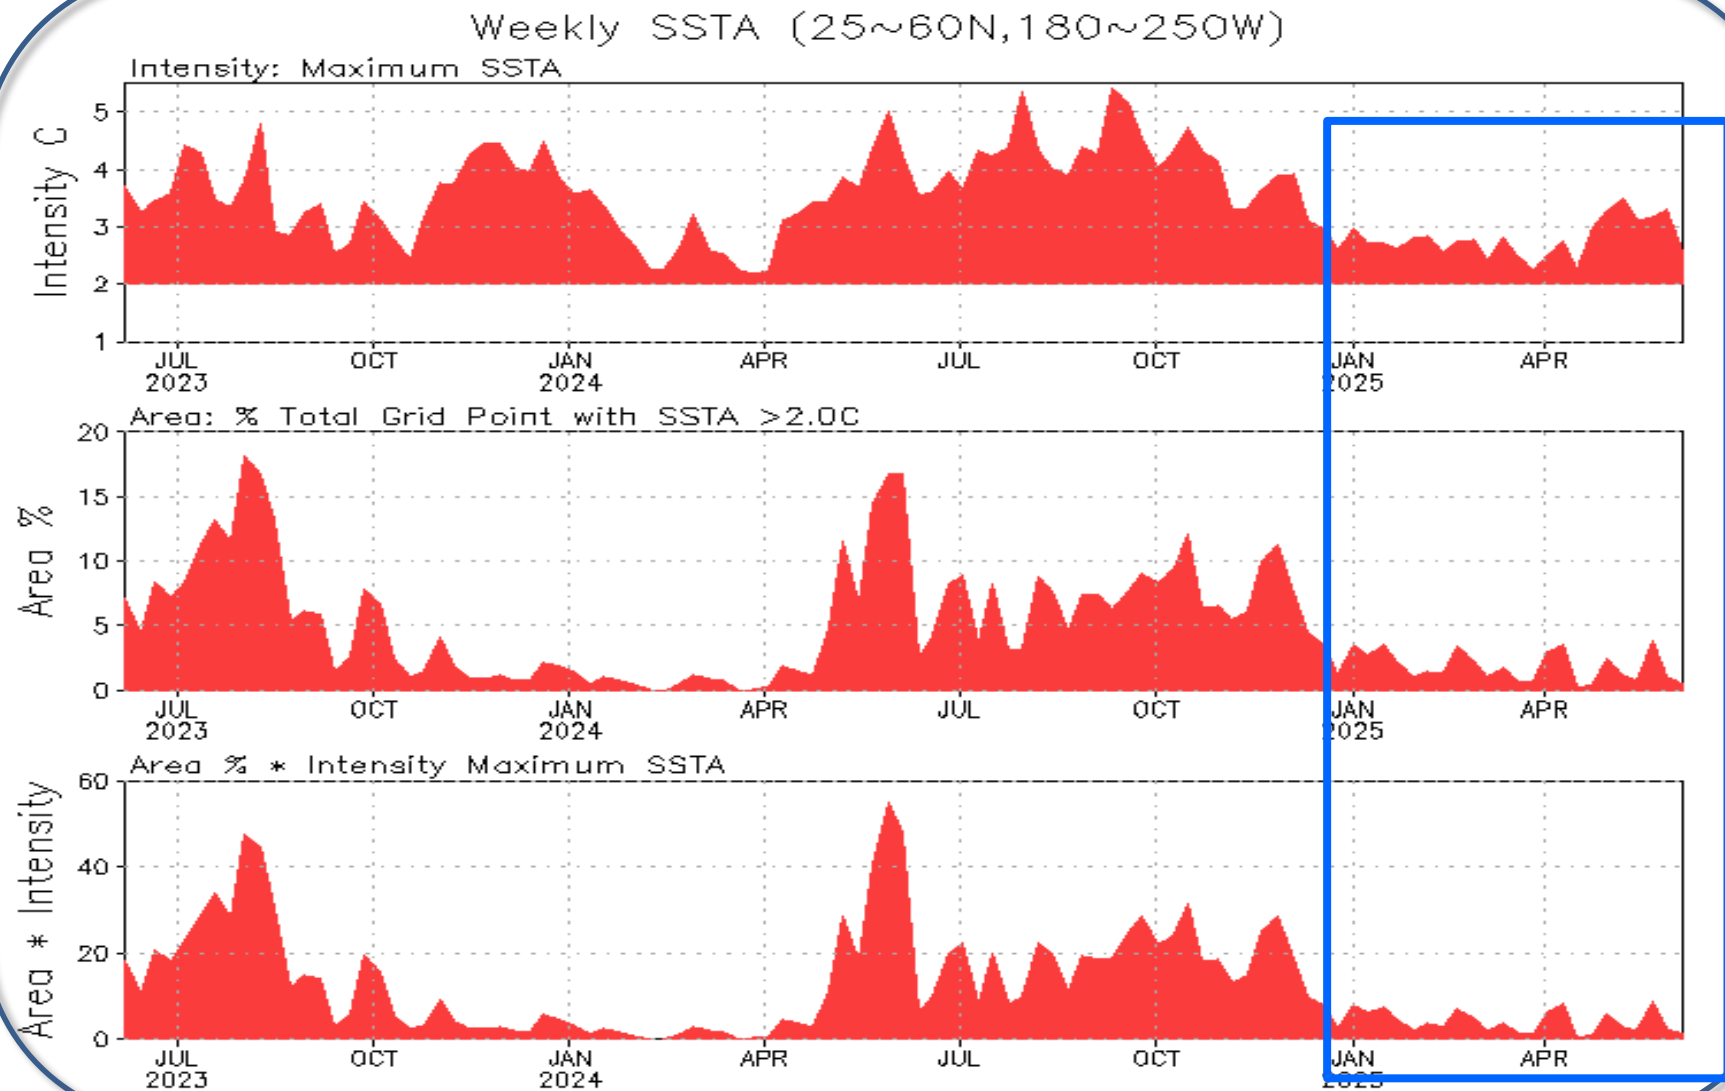 Weekly SSTA (25~60N,180~250W)
Intensity: Maximum SSTA
Intensity C
5
4
3
2
1
JUL OCT JAN APR JUL OCT JAN APR
2023 2024 2025
Area: % Total Grid Point with SSTA >2.0C
Area %
20
15
10
5
0
JUL OCT JAN APR JUL OCT JAN APR
2023 2024 2025
Area % * Intensity Maximum SSTA
Area * Intensity
60
40
20
0
JUL OCT JAN APR JUL OCT JAN APR
2023 2024 2025